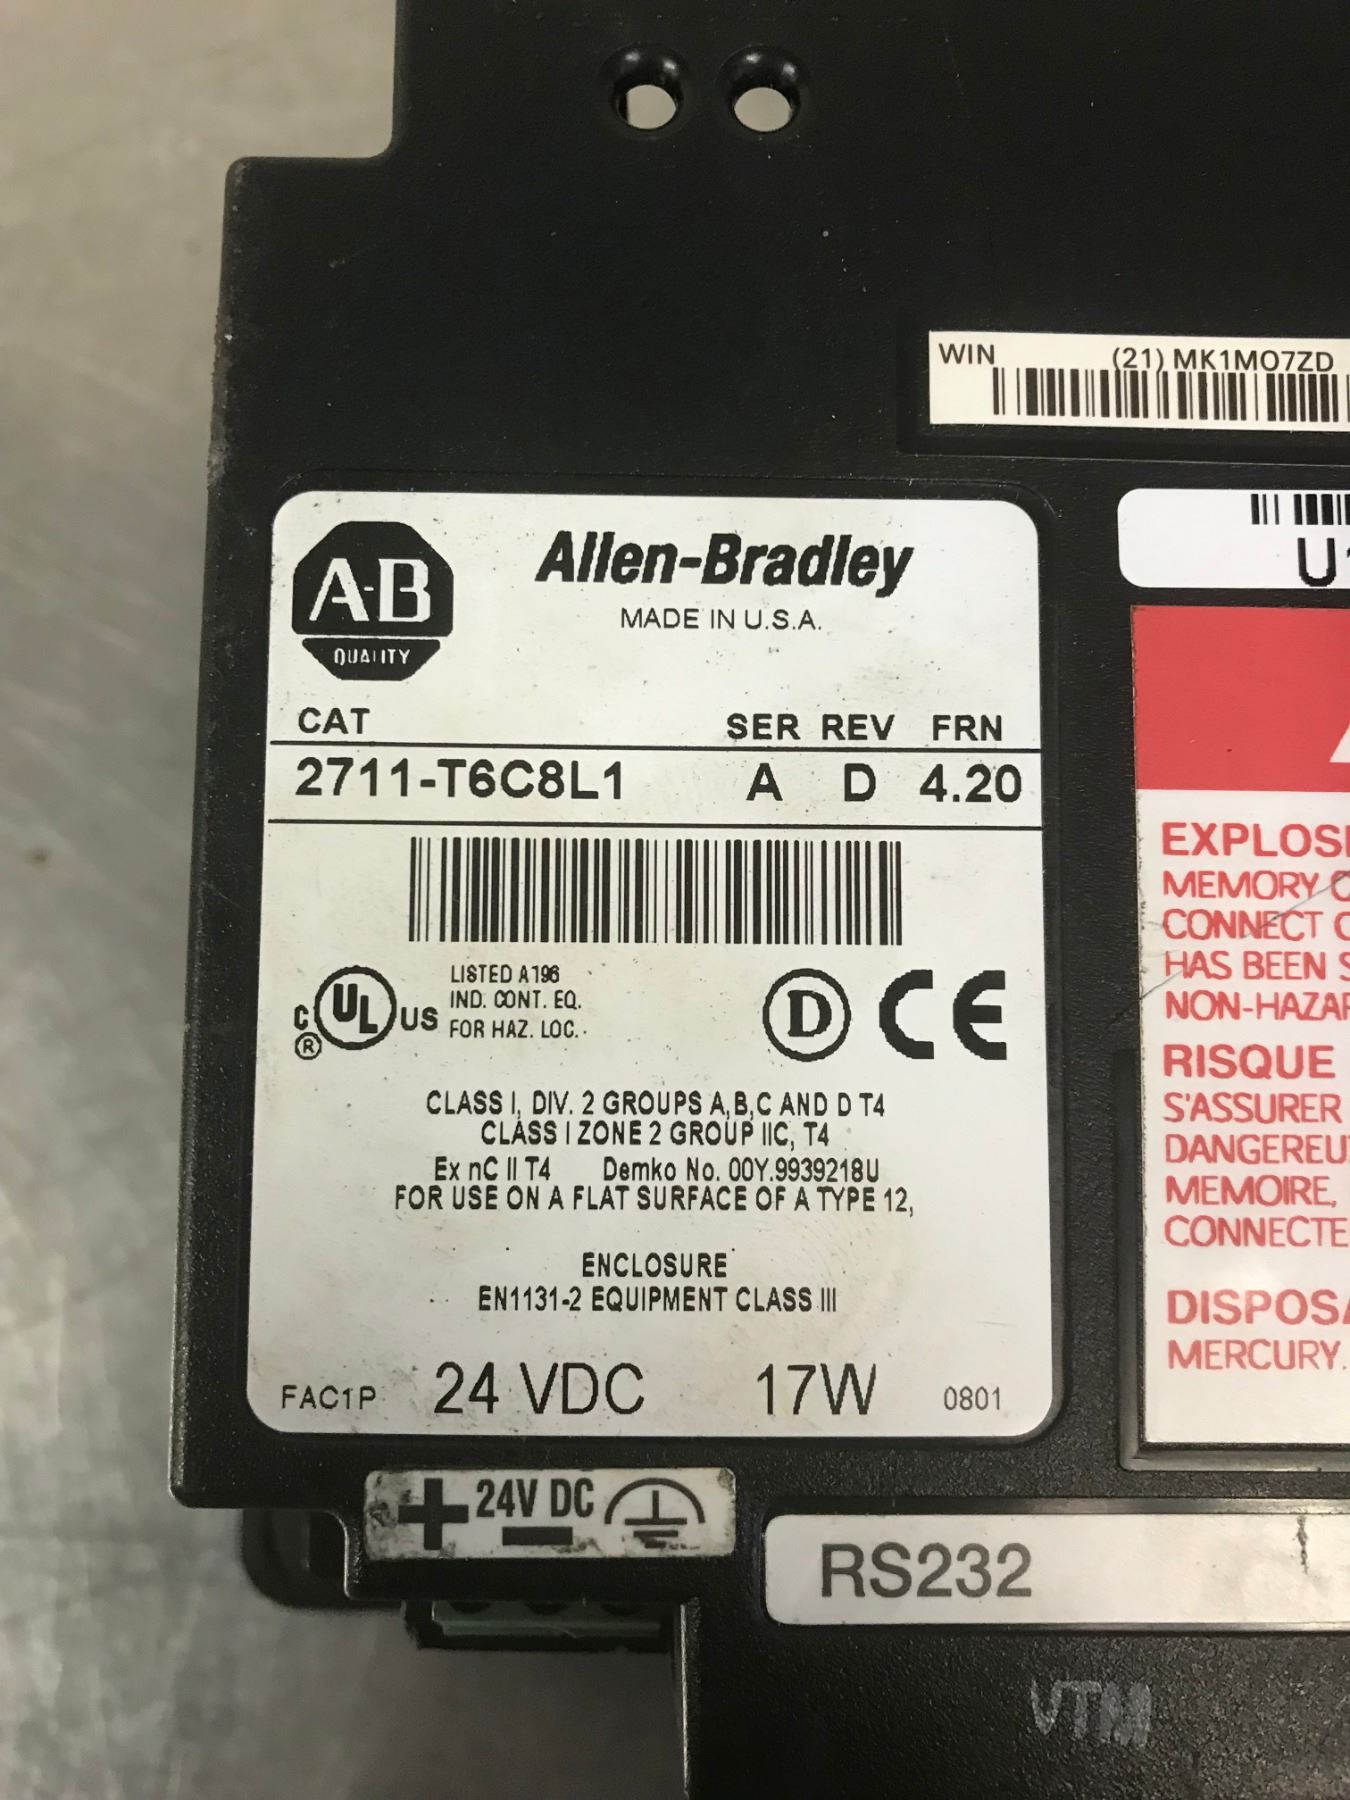 WIN (21) MK1MO7ZD
A-B
QUALITY
Allen-Bradley
MADE IN U.S.A.
CAT SER REV FRN
2711-T6C8L1 A D 4.20
C UL US
®
LISTED A196
IND. CONT. EQ.
FOR HAZ. LOC.
D CE
CLASS I, DIV. 2 GROUPS A,B,C AND D T4
CLASS I ZONE 2 GROUP IIC, T4
Ex nC II T4 Demko No. 00Y.9939218U
FOR USE ON A FLAT SURFACE OF A TYPE 12,
ENCLOSURE
EN1131-2 EQUIPMENT CLASS III
FAC1P 24 VDC 17W 0801
+ 24V DC
-
RS232
VTM
U1
EXPLOSI
MEMORY
CONNECT
HAS BEEN S
NON-HAZAR
RISQUE
S'ASSURER
DANGEREU
MEMOIRE,
CONNECTE
DISPOSA
MERCURY.